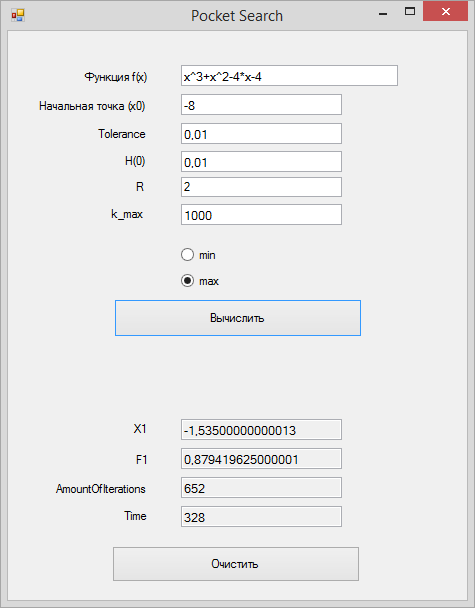 Pocket Search
Функция f(x) x^3+x^2-4*x-4
Начальная точка (x0) -8
Tolerance 0,01
H(0) 0,01
R 2
k_max 1000
min
max
Вычислить
X1 -1,53500000000013
F1 0,879419625000001
AmountOfIterations 652
Time 328
Очистить